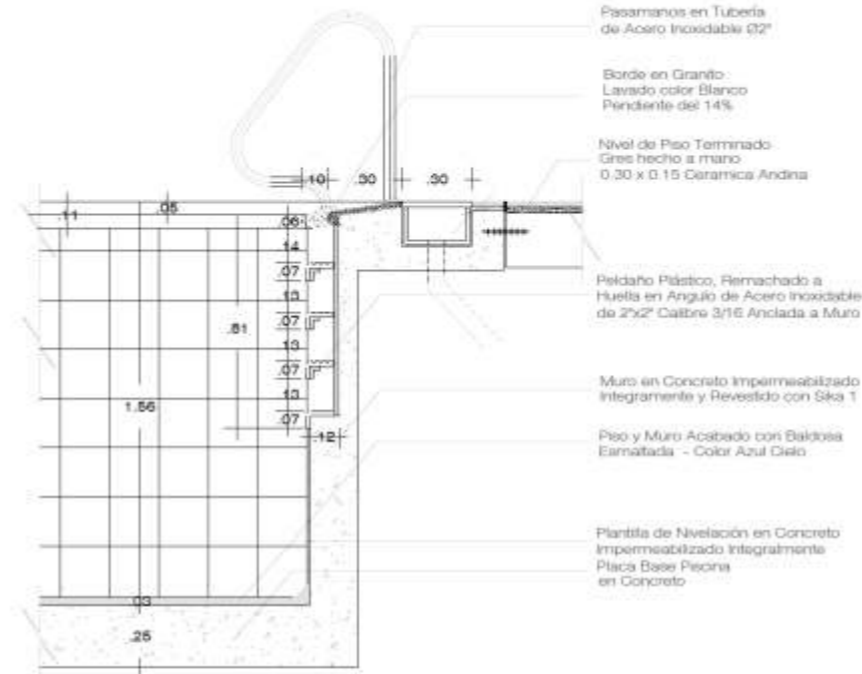 Pasamanos en Tubería
de Acero Inoxidable Ø2"
Borde en Granito
Lavado color Blanco
Pendiente del 14%
Nivel de Piso Terminado
Gres hecho a mano
0.30 x 0.15 Ceramica Andina
.10 .30 .30
.11 .05
.06
.14
.07
.13
.07
.81
.13
.07
.13
1.56
.07
.12
Peldaño Plástico, Remachado a
Huella en Angulo de Acero Inoxidable
de 2"x2" Calibre 3/16 Anclada a Muro
Muro en Concreto Impermeabilizado
Integramente y Revestido con Sika 1
Piso y Muro Acabado con Baldosa
Esmaltada - Color Azul Cielo
Plantilla de Nivelación en Concreto
Impermeabilizado Integralmente
Placa Base Piscina
en Concreto
.03
.25